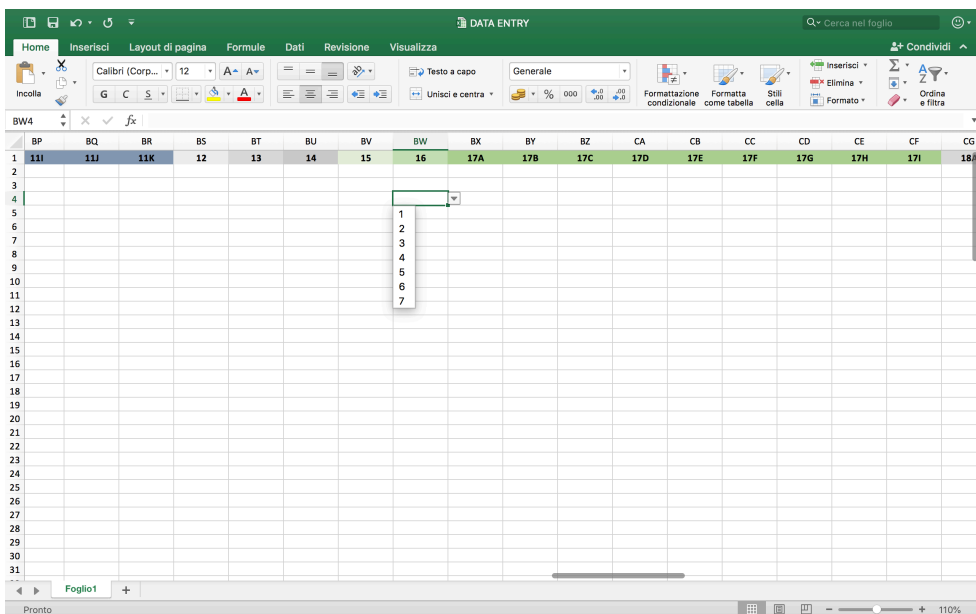 DATA ENTRY
Cerca nel foglio
Home Inserisci Layout di pagina Formule Dati Revisione Visualizza
Condividi
Incolla
Calibri (Corp... 12 A A
Testo a capo
Generale
Inserisci
Elimina
Formato
G C S A
Unisci e centra
% 000 ,0 ,00 ,00 ,0
Formattazione condizionale
Formatta come tabella
Stili cella
Ordina e filtra
BW4 fx
BP BQ BR BS BT BU BV BW BX BY BZ CA CB CC CD CE CF CG
1 11I 11J 11K 12 13 14 15 16 17A 17B 17C 17D 17E 17F 17G 17H 17I 18A
2
3
4
5 1
6 2
7 3
8 4
9 5
10 6
11 7
12
13
14
15
16
17
18
19
20
21
22
23
24
25
26
27
28
29
30
31
Foglio1 +
Pronto
110%